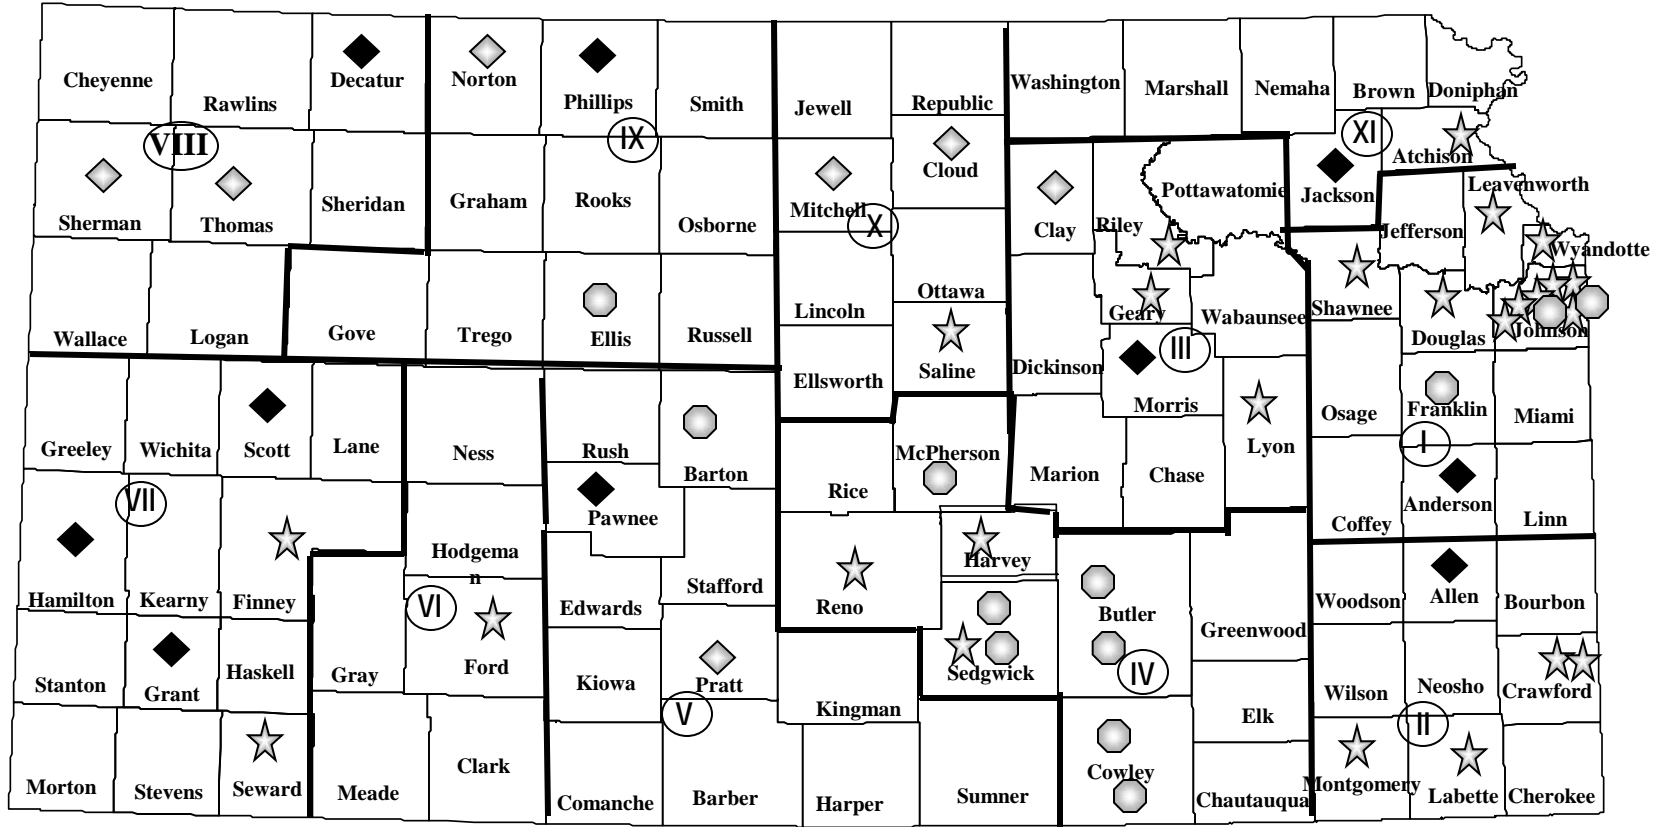 Cheyenne
Rawlins
Decatur
Norton
Phillips
Smith
Jewell
Republic
Washington
Marshall
Nemaha
Brown
Doniphan
VIII
IX
XI
Sherman
Thomas
Sheridan
Graham
Rooks
Osborne
Mitchell
X
Cloud
Clay
Riley
Pottawatomie
Jackson
Atchison
Leavenworth
Jefferson
Wyandotte
Wallace
Logan
Gove
Trego
Ellis
Russell
Lincoln
Ottawa
Saline
Ellsworth
Dickinson
Geary
Wabaunsee
Shawnee
Douglas
Johnson
III
Morris
Greeley
Wichita
Scott
Lane
Ness
Rush
Barton
McPherson
Rice
Marion
Chase
Lyon
Osage
Franklin
Miami
I
VII
Pawnee
Coffey
Anderson
Linn
Hamilton
Kearny
Finney
Hodgema
n
Edwards
Stafford
Reno
Harvey
Butler
Greenwood
Woodson
Allen
Bourbon
VI
Stanton
Grant
Haskell
Gray
Ford
Kiowa
Pratt
V
Kingman
Sedgwick
IV
Elk
Wilson
Neosho
Crawford
II
Morton
Stevens
Seward
Meade
Clark
Comanche
Barber
Harper
Sumner
Cowley
Chautauqua
Montgomery
Labette
Cherokee